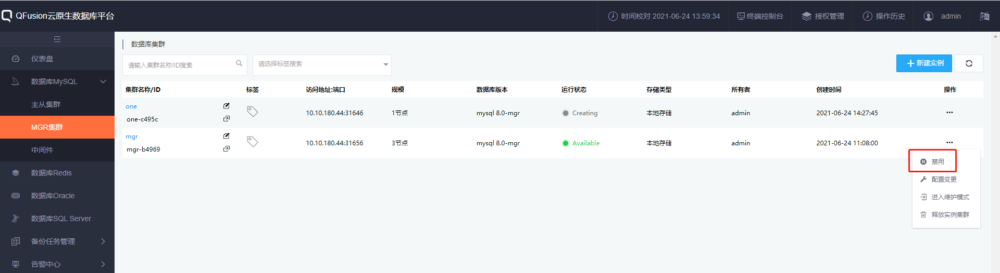 QFusion云原生数据库平台
时间校对 2021-06-24 13:59:34
终端控制台
授权管理
操作历史
admin
仪表盘
数据库MySQL
主从集群
MGR集群
中间件
数据库Redis
数据库Oracle
数据库SQL Server
备份任务管理
告警中心
数据库集群
请输入集群名称/ID搜索
请选择标签搜索
新建实例
集群名称/ID 标签 访问地址:端口 规模 数据库版本 运行状态 存储类型 所有者 创建时间 操作
one
one-c495c
10.10.180.44:31646 1节点 mysql 8.0-mgr Creating 本地存储 admin 2021-06-24 14:27:45
mgr
mgr-b4969
10.10.180.44:31656 3节点 mysql 8.0-mgr Available 本地存储 admin 2021-06-24 11:08:00
禁用
配置变更
进入维护模式
释放实例集群